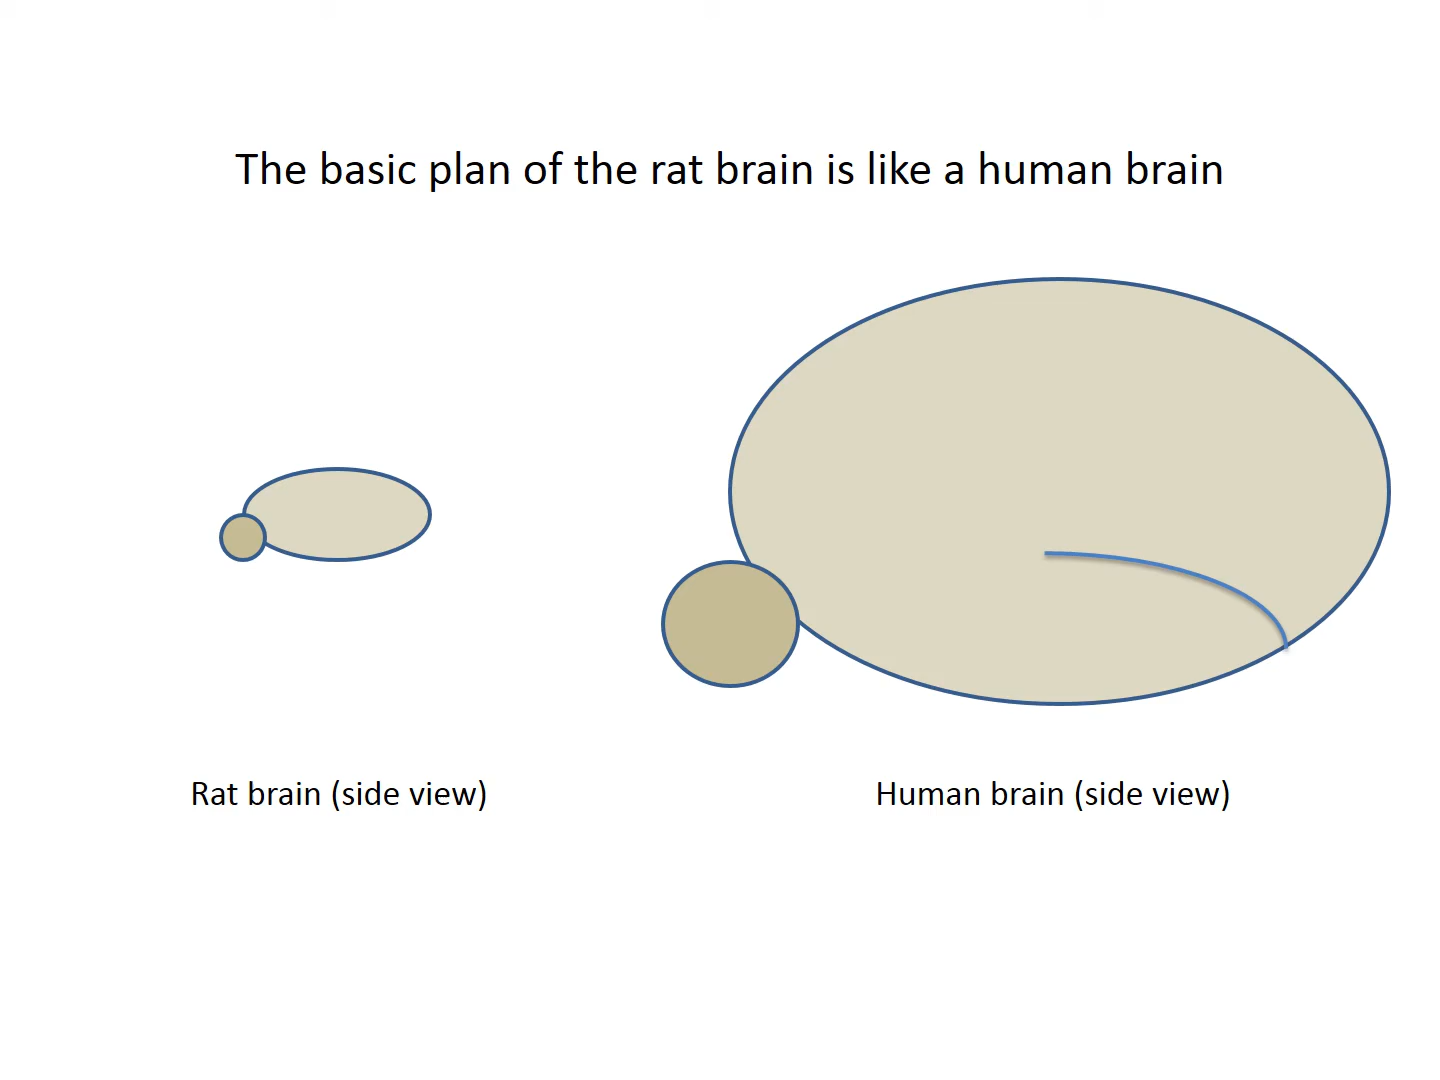 The basic plan of the rat brain is like a human brain
Rat brain (side view)
Human brain (side view)